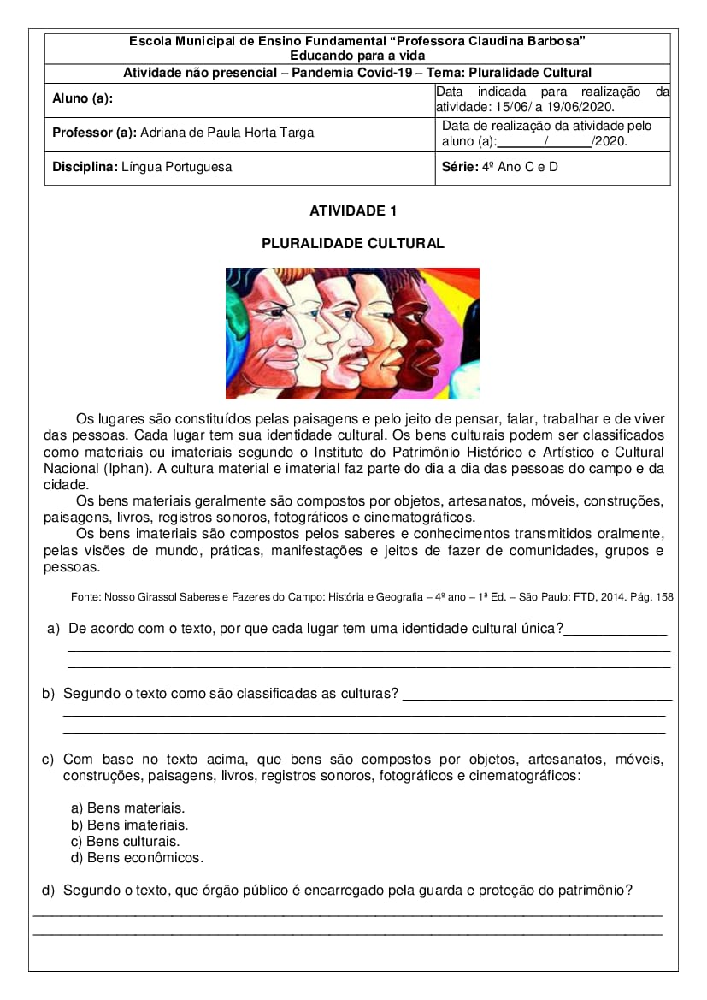 Escola Municipal de Ensino Fundamental “Professora Claudina Barbosa”
Educando para a vida
Atividade não presencial – Pandemia Covid-19 – Tema: Pluralidade Cultural
Aluno (a):
Data indicada para realização da
atividade: 15/06/ a 19/06/2020.
Professor (a): Adriana de Paula Horta Targa
Data de realização da atividade pelo
aluno (a):_______/______/2020.
Disciplina: Língua Portuguesa
Série: 4º Ano C e D
ATIVIDADE 1
PLURALIDADE CULTURAL
Os lugares são constituídos pelas paisagens e pelo jeito de pensar, falar, trabalhar e de viver
das pessoas. Cada lugar tem sua identidade cultural. Os bens culturais podem ser classificados
como materiais ou imateriais segundo o Instituto do Patrimônio Histórico e Artístico e Cultural
Nacional (Iphan). A cultura material e imaterial faz parte do dia a dia das pessoas do campo e da
cidade.
Os bens materiais geralmente são compostos por objetos, artesanatos, móveis, construções,
paisagens, livros, registros sonoros, fotográficos e cinematográficos.
Os bens imateriais são compostos pelos saberes e conhecimentos transmitidos oralmente,
pelas visões de mundo, práticas, manifestações e jeitos de fazer de comunidades, grupos e
pessoas.
Fonte: Nosso Girassol Saberes e Fazeres do Campo: História e Geografia – 4º ano – 1ª Ed. – São Paulo: FTD, 2014. Pág. 158
a) De acordo com o texto, por que cada lugar tem uma identidade cultural única?
b) Segundo o texto como são classificadas as culturas?
c) Com base no texto acima, que bens são compostos por objetos, artesanatos, móveis,
construções, paisagens, livros, registros sonoros, fotográficos e cinematográficos:
a) Bens materiais.
b) Bens imateriais.
c) Bens culturais.
d) Bens econômicos.
d) Segundo o texto, que órgão público é encarregado pela guarda e proteção do patrimônio?